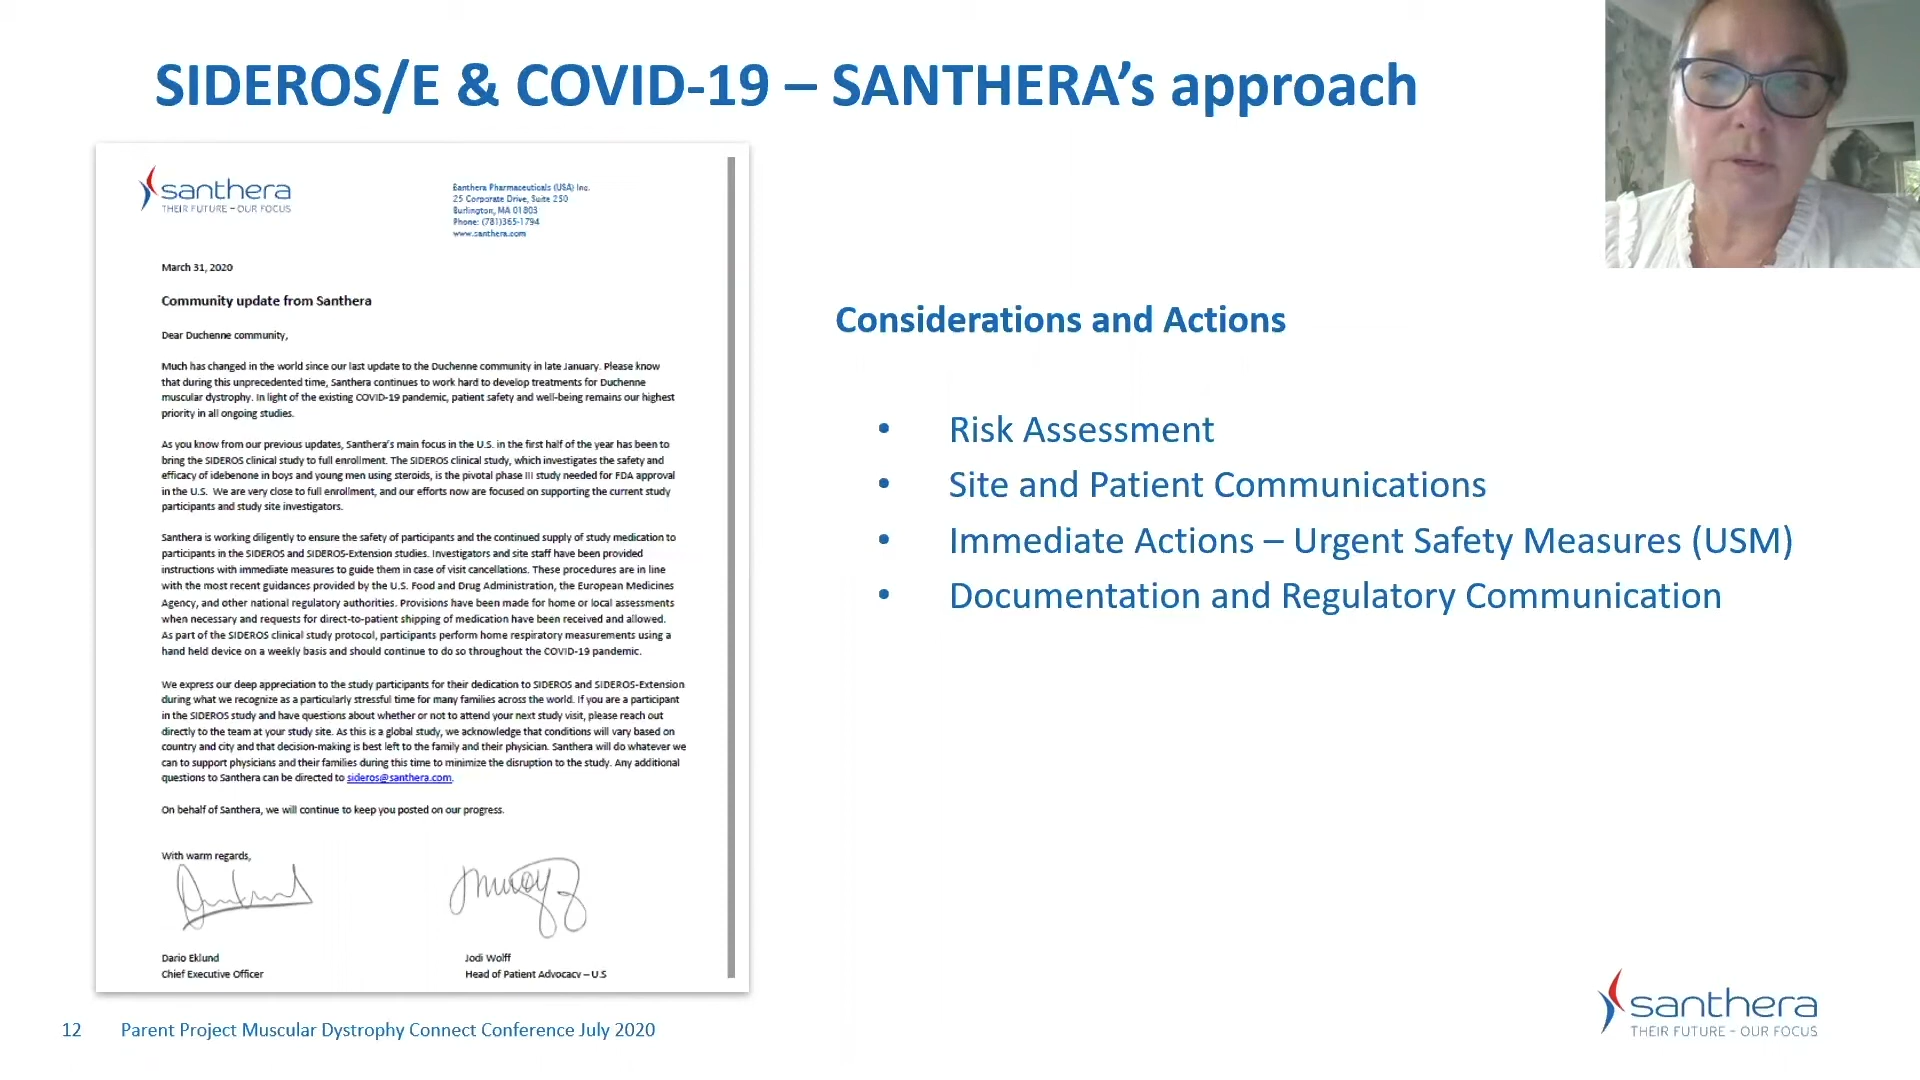 SIDEROS/E & COVID-19 – SANTHERA's approach
santhera
THEIR FUTURE – OUR FOCUS
Santhera Pharmaceuticals (USA) Inc.
25 Corporate Drive, Suite 250
Burlington, MA 01803
Phone: (781)365-1794
www.santhera.com
March 31, 2020
Community update from Santhera
Dear Duchenne community,
Much has changed in the world since our last update to the Duchenne community in late January. Please know
that during this unprecedented time, Santhera continues to work hard to develop treatments for Duchenne
muscular dystrophy. In light of the existing COVID-19 pandemic, patient safety and well-being remains our highest
priority in all ongoing studies.
As you know from our previous updates, Santhera's main focus in the U.S. in the first half of the year has been to
bring the SIDEROS clinical study to full enrollment. The SIDEROS clinical study, which investigates the safety and
efficacy of idebenone in boys and young men using steroids, is the pivotal phase III study needed for FDA approval
in the U.S. We are very close to full enrollment, and our efforts now are focused on supporting the current study
participants and study site investigators.
Santhera is working diligently to ensure the safety of participants and the continued supply of study medication to
participants in the SIDEROS and SIDEROS-Extension studies. Investigators and site staff have been provided
instructions with immediate measures to guide them in case of visit cancellations. These procedures are in line
with the most recent guidances provided by the U.S. Food and Drug Administration, the European Medicines
Agency, and other national regulatory authorities. Provisions have been made for home or local assessments
when necessary and requests for direct-to-patient shipping of medication have been received and allowed.
As part of the SIDEROS clinical study protocol, participants perform home respiratory measurements using a
hand held device on a weekly basis and should continue to do so throughout the COVID-19 pandemic.
We express our deep appreciation to the study participants for their dedication to SIDEROS and SIDEROS-Extension
during what we recognize as a particularly stressful time for many families across the world. If you are a participant
in the SIDEROS study and have questions about whether or not to attend your next study visit, please reach out
directly to the team at your study site. As this is a global study, we acknowledge that conditions will vary based on
country and city and that decision-making is best left to the family and their physician. Santhera will do whatever we
can to support physicians and their families during this time to minimize the disruption to the study. Any additional
questions to Santhera can be directed to sideros@santhera.com.
On behalf of Santhera, we will continue to keep you posted on our progress.
With warm regards,
Dario Eklund
Chief Executive Officer
Jodi Wolff
Head of Patient Advocacy – U.S
Considerations and Actions
• Risk Assessment
• Site and Patient Communications
• Immediate Actions – Urgent Safety Measures (USM)
• Documentation and Regulatory Communication
12 Parent Project Muscular Dystrophy Connect Conference July 2020
santhera
THEIR FUTURE – OUR FOCUS